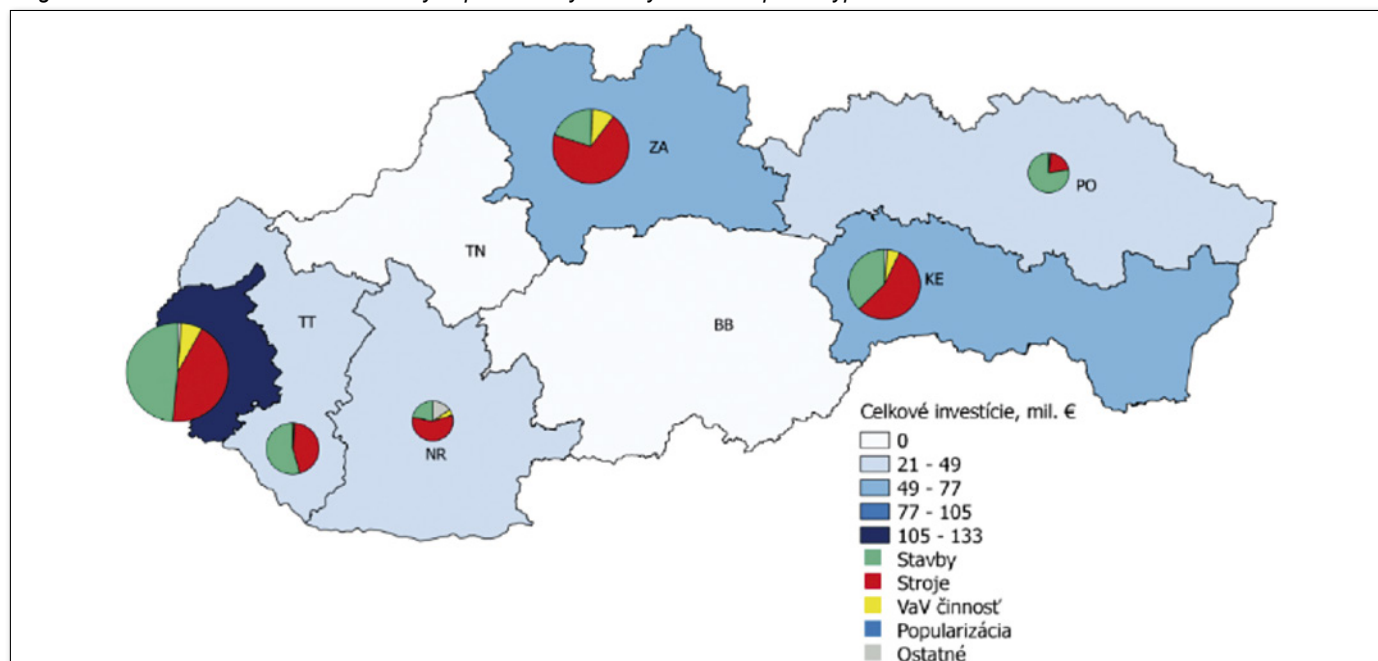 ZA
PO
TN
KE
TT
BB
NR
Celkové investície, mil. €
0
21 - 49
49 - 77
77 - 105
105 - 133
Stavby
Stroje
VaV činnosť
Popularizácia
Ostatné